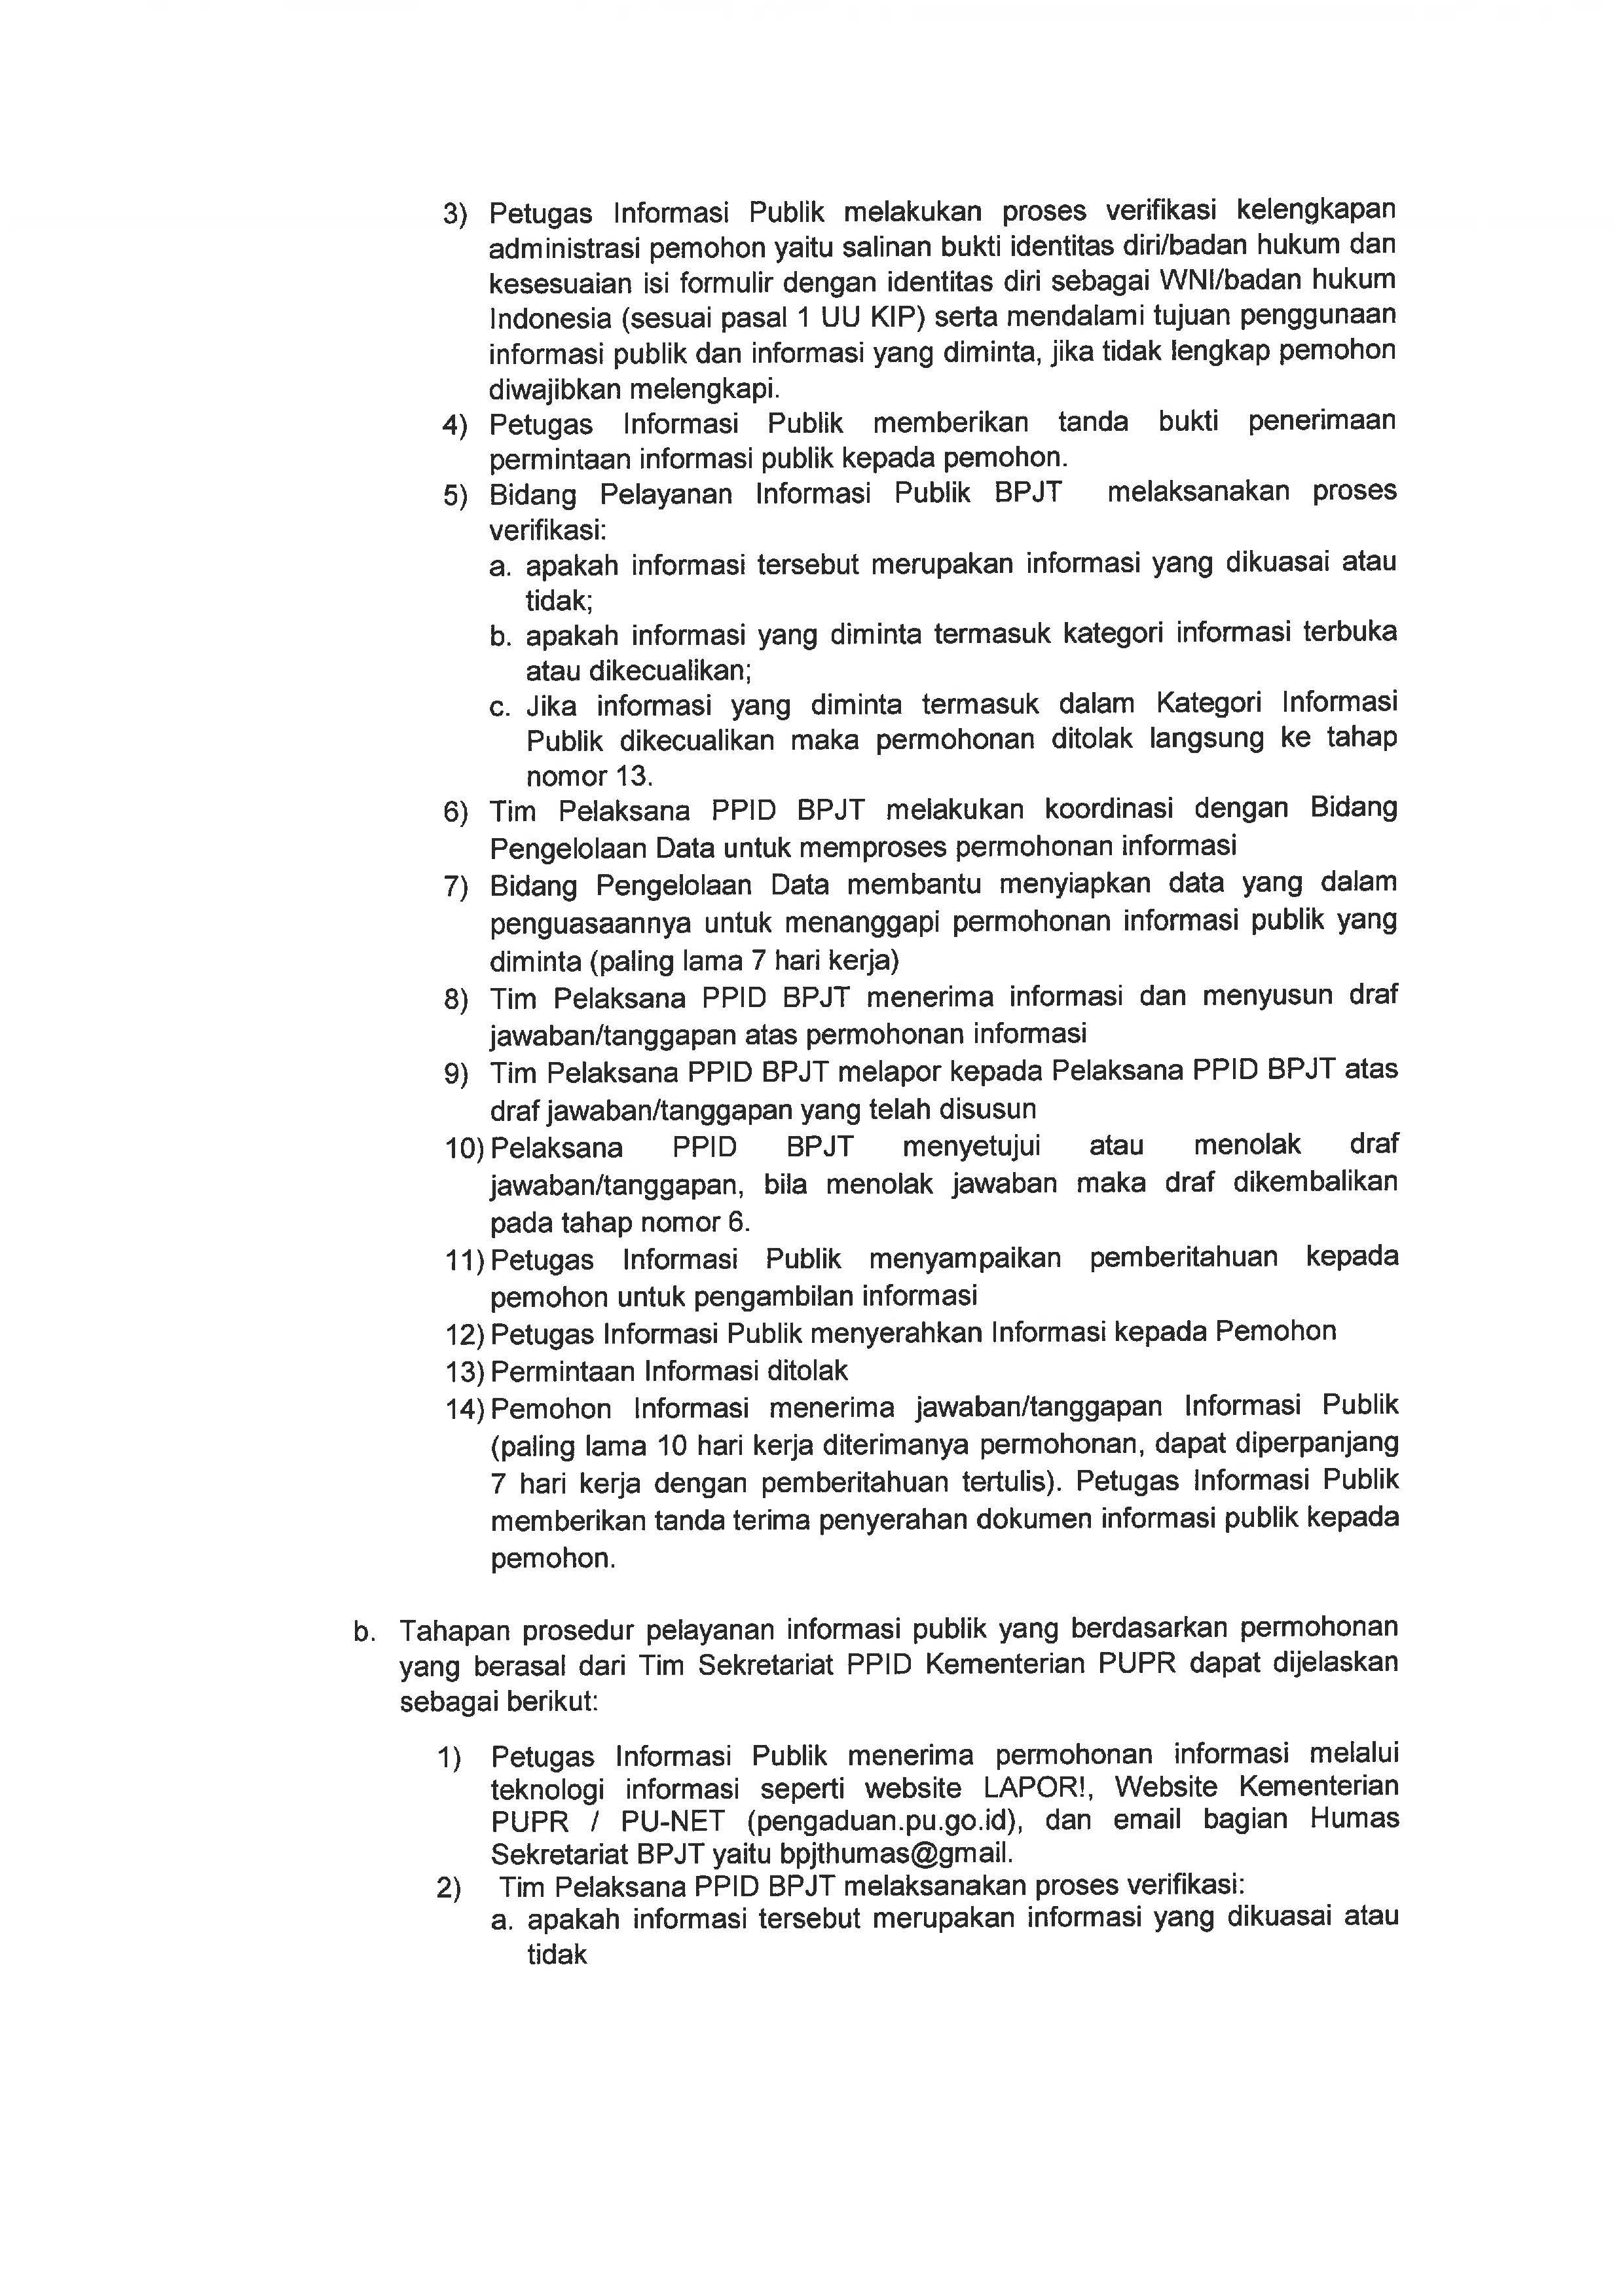 3) Petugas Informasi Publik melakukan proses verifikasi kelengkapan
administrasi pemohon yaitu salinan bukti identitas diri/badan hukum dan
kesesuaian isi formulir dengan identitas diri sebagai WNI/badan hukum
Indonesia (sesuai pasal 1 UU KIP) serta mendalami tujuan penggunaan
informasi publik dan informasi yang diminta, jika tidak lengkap pemohon
diwajibkan melengkapi.
4) Petugas Informasi Publik memberikan tanda bukti penerimaan
permintaan informasi publik kepada pemohon.
5) Bidang Pelayanan Informasi Publik BPJT melaksanakan proses
verifikasi:
a. apakah informasi tersebut merupakan informasi yang dikuasai atau
tidak;
b. apakah informasi yang diminta termasuk kategori informasi terbuka
atau dikecualikan;
c. Jika informasi yang diminta termasuk dalam Kategori Informasi
Publik dikecualikan maka permohonan ditolak langsung ke tahap
nomor 13.
6) Tim Pelaksana PPID BPJT melakukan koordinasi dengan Bidang
Pengelolaan Data untuk memproses permohonan informasi
7) Bidang Pengelolaan Data membantu menyiapkan data yang dalam
penguasaannya untuk menanggapi permohonan informasi publik yang
diminta (paling lama 7 hari kerja)
8) Tim Pelaksana PPID BPJT menerima informasi dan menyusun draf
jawaban/tanggapan atas permohonan informasi
9) Tim Pelaksana PPID BPJT melapor kepada Pelaksana PPID BPJT atas
draf jawaban/tanggapan yang telah disusun
10) Pelaksana PPID BPJT menyetujui atau menolak draf
jawaban/tanggapan, bila menolak jawaban maka draf dikembalikan
pada tahap nomor 6.
11) Petugas Informasi Publik menyampaikan pemberitahuan kepada
pemohon untuk pengambilan informasi
12) Petugas Informasi Publik menyerahkan Informasi kepada Pemohon
13) Permintaan Informasi ditolak
14) Pemohon Informasi menerima jawaban/tanggapan Informasi Publik
(paling lama 10 hari kerja diterimanya permohonan, dapat diperpanjang
7 hari kerja dengan pemberitahuan tertulis). Petugas Informasi Publik
memberikan tanda terima penyerahan dokumen informasi publik kepada
pemohon.
b. Tahapan prosedur pelayanan informasi publik yang berdasarkan permohonan
yang berasal dari Tim Sekretariat PPID Kementerian PUPR dapat dijelaskan
sebagai berikut:
1) Petugas Informasi Publik menerima permohonan informasi melalui
teknologi informasi seperti website LAPOR!, Website Kementerian
PUPR / PU-NET (pengaduan.pu.go.id), dan email bagian Humas
Sekretariat BPJT yaitu bpjthumas@gmail.
2) Tim Pelaksana PPID BPJT melaksanakan proses verifikasi:
a. apakah informasi tersebut merupakan informasi yang dikuasai atau
tidak